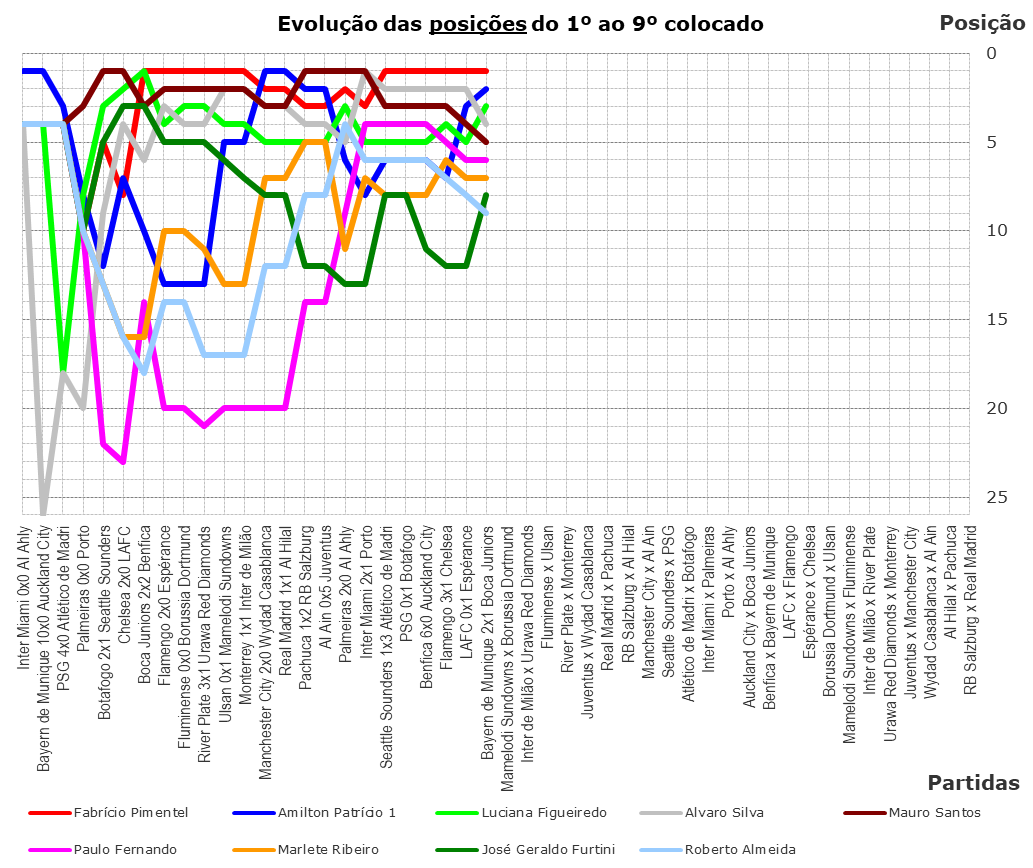 Evolução das posições do 1º ao 9º colocado
Posição
0
5
10
15
20
25
Inter Miami 0x0 Al Ahly
Bayern de Munique 10x0 Auckland City
PSG 4x0 Atlético de Madri
Palmeiras 0x0 Porto
Botafogo 2x1 Seattle Sounders
Chelsea 2x0 LAFC
Boca Juniors 2x2 Benfica
Flamengo 2x0 Espérance
Fluminense 0x0 Borussia Dortmund
River Plate 3x1 Urawa Red Diamonds
Ulsan 0x1 Mamelodi Sundowns
Monterrey 1x1 Inter de Milão
Manchester City 2x0 Wydad Casablanca
Real Madrid 1x1 Al Hilal
Pachuca 1x2 RB Salzburg
Al Ain 0x5 Juventus
Palmeiras 2x0 Al Ahly
Inter Miami 2x1 Porto
Seattle Sounders 1x3 Atlético de Madri
PSG 0x1 Botafogo
Benfica 6x0 Auckland City
Flamengo 3x1 Chelsea
LAFC 0x1 Espérance
Bayern de Munique 2x1 Boca Juniors
Mamelodi Sundowns x Borussia Dortmund
Inter de Milão x Urawa Red Diamonds
Fluminense x Ulsan
River Plate x Monterrey
Juventus x Wydad Casablanca
Real Madrid x Pachuca
RB Salzburg x Al Hilal
Manchester City x Al Ain
Seattle Sounders x PSG
Atlético de Madri x Botafogo
Inter Miami x Palmeiras
Porto x Al Ahly
Auckland City x Boca Juniors
Benfica x Bayern de Munique
LAFC x Flamengo
Espérance x Chelsea
Borussia Dortmund x Ulsan
Mamelodi Sundowns x Fluminense
Inter de Milão x River Plate
Urawa Red Diamonds x Monterrey
Juventus x Manchester City
Wydad Casablanca x Al Ain
Al Hilal x Pachuca
RB Salzburg x Real Madrid
Partidas
Fabrício Pimentel
Amilton Patrício 1
Luciana Figueiredo
Alvaro Silva
Mauro Santos
Paulo Fernando
Marlete Ribeiro
José Geraldo Furtini
Roberto Almeida